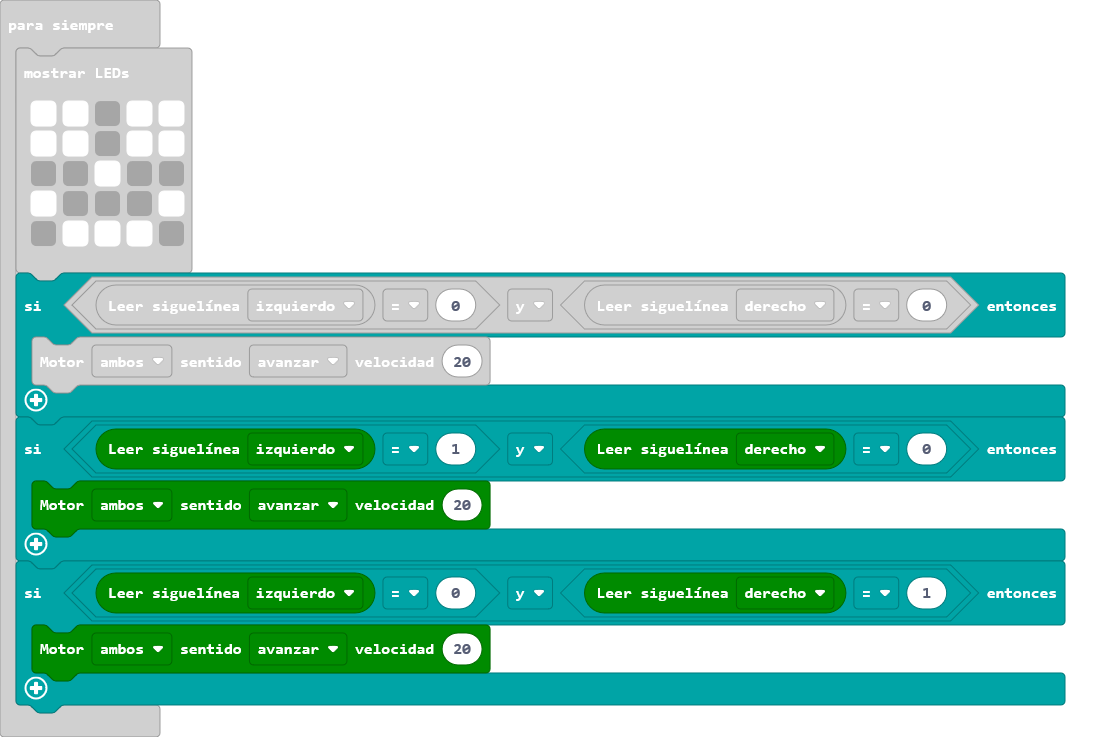 para siempre
mostrar LEDs
si Leer siguelínea izquierdo = 0 y Leer siguelínea derecho = 0 entonces
Motor ambos sentido avanzar velocidad 20
si Leer siguelínea izquierdo = 1 y Leer siguelínea derecho = 0 entonces
Motor ambos sentido avanzar velocidad 20
si Leer siguelínea izquierdo = 0 y Leer siguelínea derecho = 1 entonces
Motor ambos sentido avanzar velocidad 20